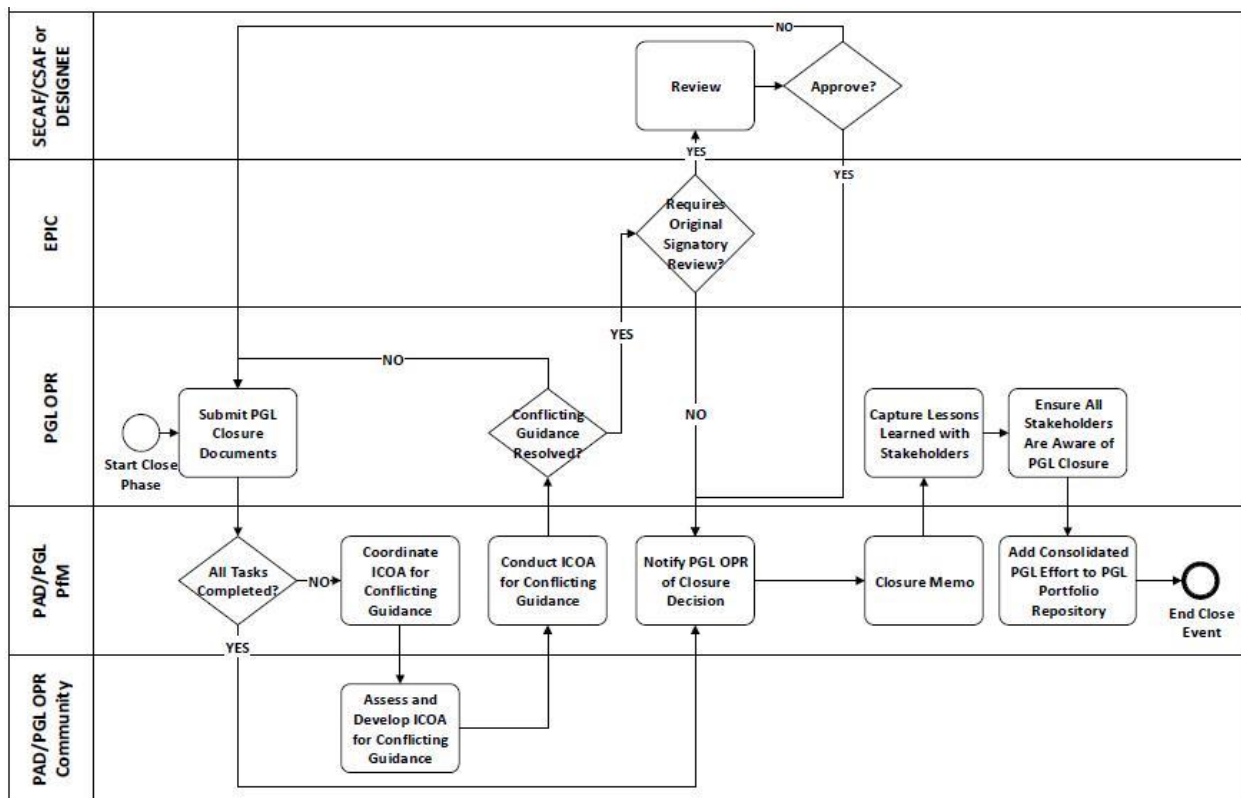 SECAF/CSAF or
DESIGNEE
NO
Review
Approve?
YES
YES
EPIC
Requires
Original
Signatory
Review?
YES
NO
PGL OPR
NO
Start Close
Phase
Submit PGL
Closure
Documents
Conflicting
Guidance
Resolved?
Capture Lessons
Learned with
Stakeholders
Ensure All
Stakeholders
Are Aware of
PGL Closure
PAD/PGL
PfM
All Tasks
Completed?
NO
YES
Coordinate
ICOA for
Conflicting
Guidance
Conduct ICOA
for Conflicting
Guidance
Notify PGL OPR
of Closure
Decision
Closure Memo
Add Consolidated
PGL Effort to PGL
Portfolio
Repository
End Close
Event
PAD/PGL OPR
Community
Assess and
Develop ICOA
for Conflicting
Guidance